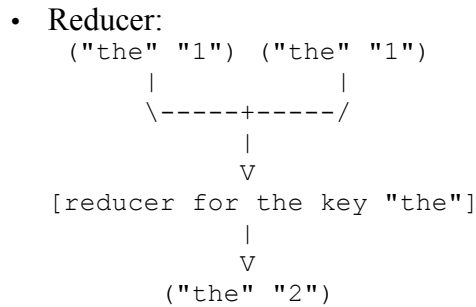 • Reducer:
("the" "1") ("the" "1")
|             |
\-----+-----/
|
V
[reducer for the key "the"]
|
V
("the" "2")